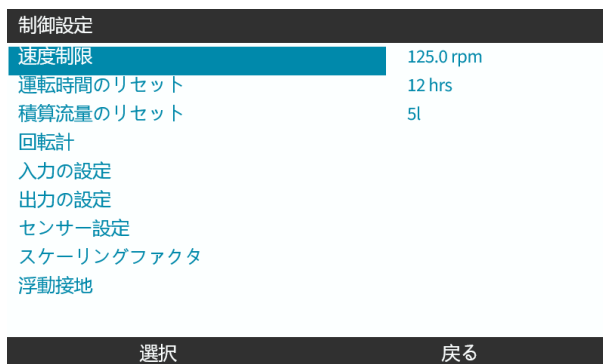 制御設定
速度制限 125.0 rpm
運転時間のリセット 12 hrs
積算流量のリセット 5l
回転計
入力の設定
出力の設定
センサー設定
スケーリングファクタ
浮動接地
選択 戻る